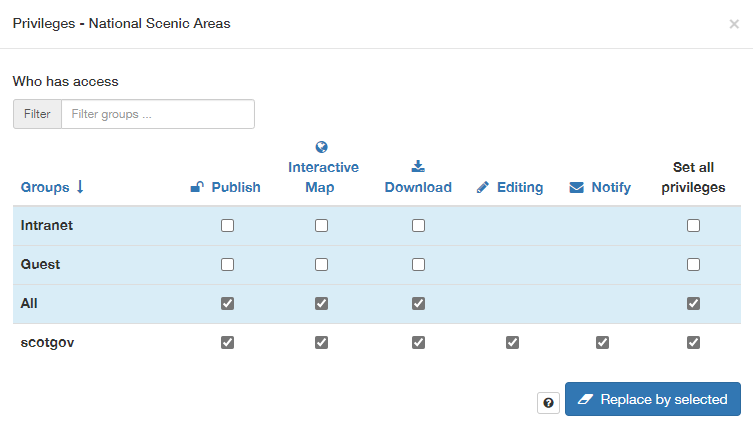 Privileges - National Scenic Areas
×
Who has access
Filter
Filter groups ...
Groups ↓ Publish Interactive Map Download Editing Notify Set all privileges
Intranet
Guest
All
scotgov
Replace by selected